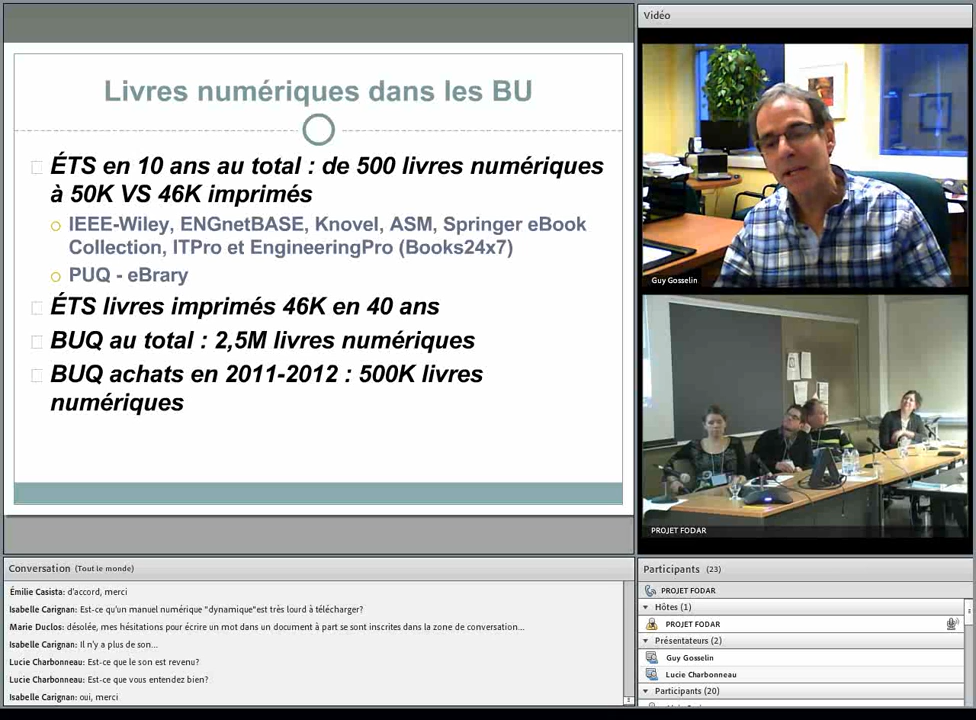 Livres numériques dans les BU
ÉTS en 10 ans au total : de 500 livres numériques
à 50K VS 46K imprimés
IEEE-Wiley, ENGnetBASE, Knovel, ASM, Springer eBook
Collection, ITPro et EngineeringPro (Books24x7)
PUQ - eBrary
ÉTS livres imprimés 46K en 40 ans
BUQ au total : 2,5M livres numériques
BUQ achats en 2011-2012 : 500K livres
numériques
Vidéo
Guy Gosselin
PROJET FODAR
Conversation (Tout le monde)
Émilie Casista: d'accord, merci
Isabelle Carignan: Est-ce qu'un manuel numérique "dynamique"est très lourd à télécharger?
Marie Duclos: désolée, mes hésitations pour écrire un mot dans un document à part se sont inscrites dans la zone de conversation...
Isabelle Carignan: Il n'y a plus de son...
Lucie Charbonneau: Est-ce que le son est revenu?
Lucie Charbonneau: Est-ce que vous entendez bien?
Isabelle Carignan: oui, merci
Participants (23)
PROJET FODAR
Hôtes (1)
PROJET FODAR
Présentateurs (2)
Guy Gosselin
Lucie Charbonneau
Participants (20)